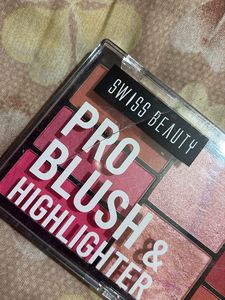 SWISS BEAUTY
PRO
BLUSH &
HIGHLIGHTER